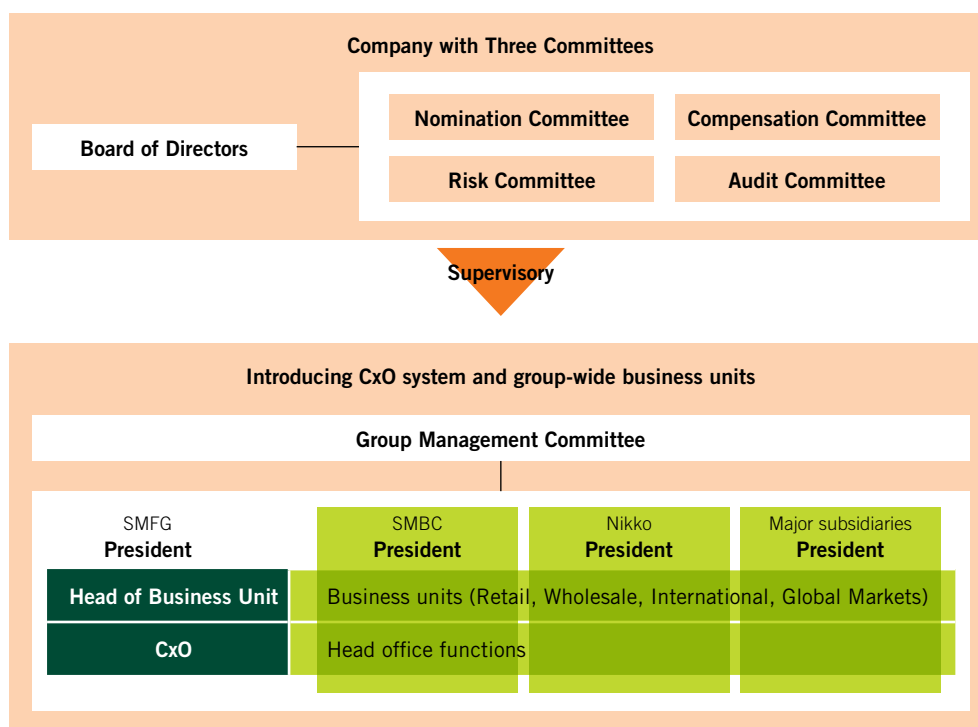 Company with Three Committees
Board of Directors
Nomination Committee
Compensation Committee
Risk Committee
Audit Committee
Supervisory
Introducing CxO system and group-wide business units
Group Management Committee
SMFG
President
SMBC
President
Nikko
President
Major subsidiaries
President
Head of Business Unit
Business units (Retail, Wholesale, International, Global Markets)
CxO
Head office functions